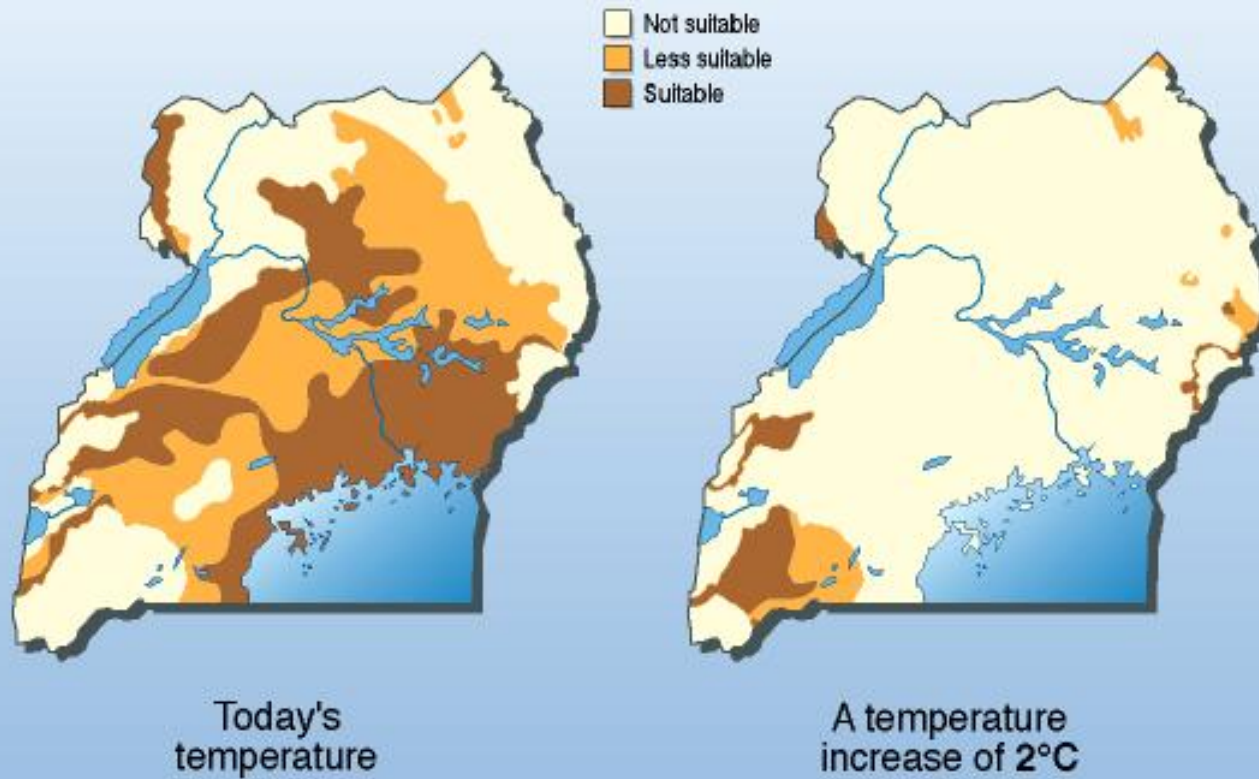 Not suitable
Less suitable
Suitable
Today's
temperature
A temperature
increase of 2°C